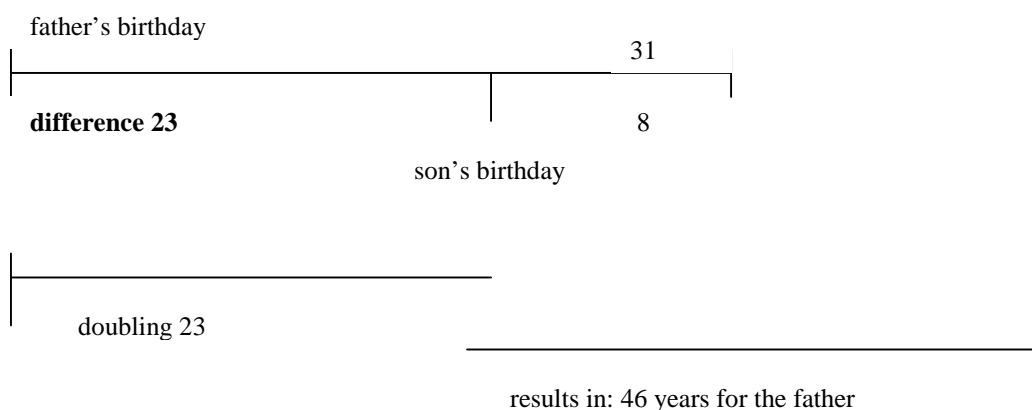 father’s birthday
31
difference 23
8
son’s birthday
doubling 23
results in: 46 years for the father